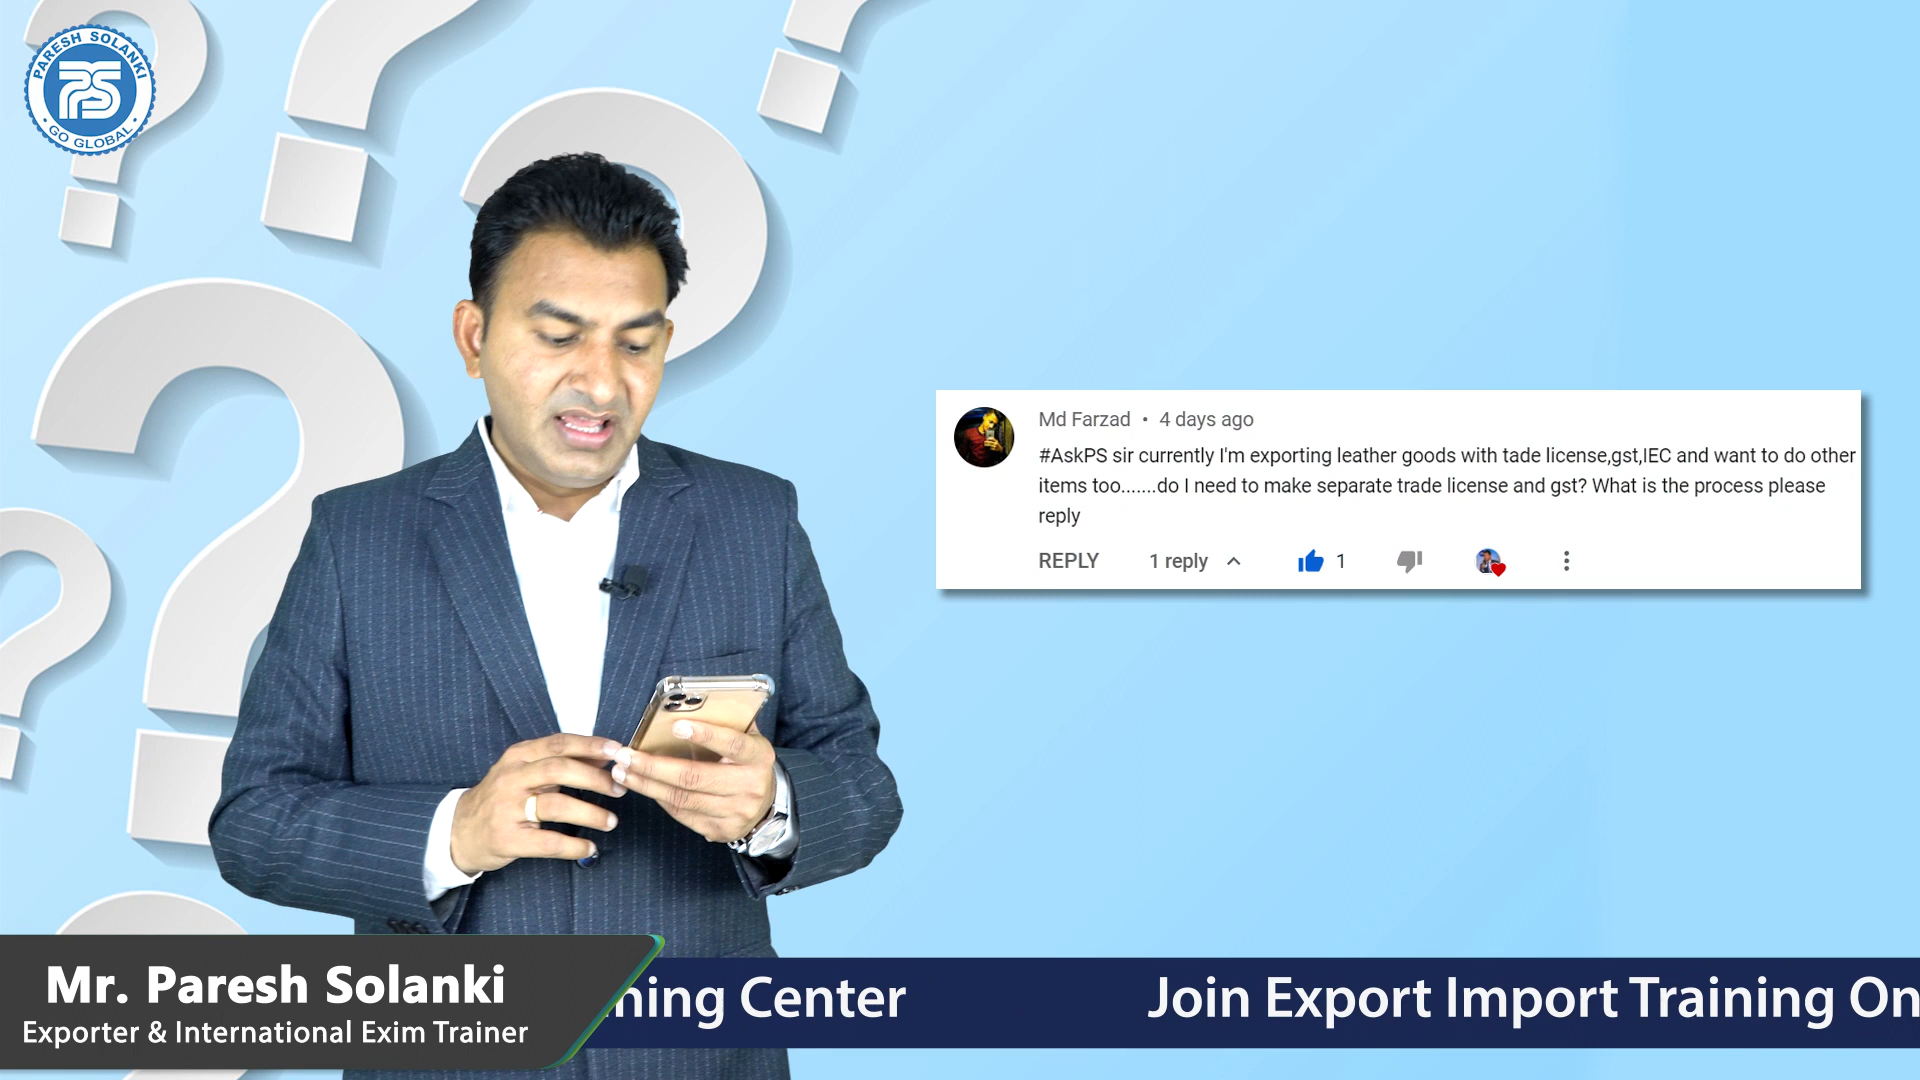 PARESH SOLANKI
PS
GO GLOBAL
Md Farzad • 4 days ago
#AskPS sir currently I'm exporting leather goods with tade license,gst,IEC and want to do other
items too.......do I need to make separate trade license and gst? What is the process please
reply
REPLY 1 reply 1
Mr. Paresh Solanki
Exporter & International Exim Trainer
ning Center Join Export Import Training On